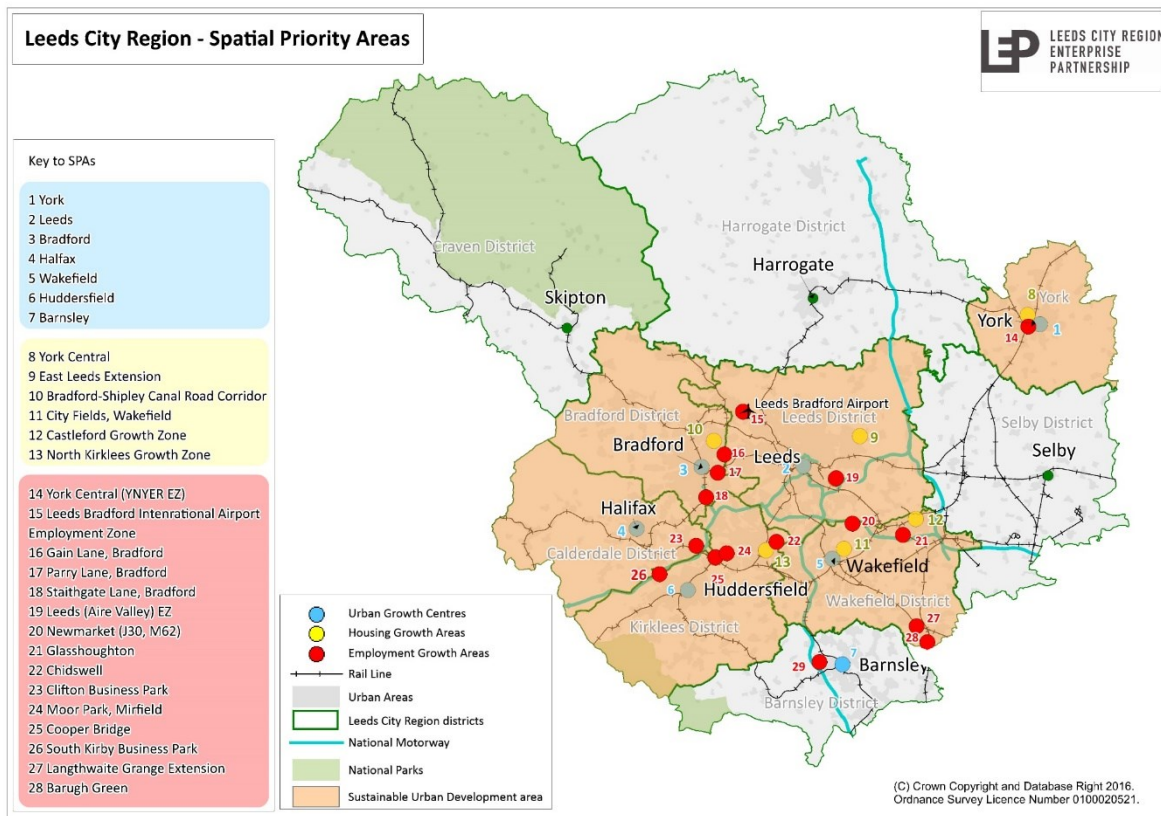 Leeds City Region - Spatial Priority Areas
LEP
LEEDS CITY REGION
ENTERPRISE
PARTNERSHIP
Key to SPAs
1 York
2 Leeds
3 Bradford
4 Halfax
5 Wakefield
6 Huddersfield
7 Barnsley
8 York Central
9 East Leeds Extension
10 Bradford-Shipley Canal Road Corridor
11 City Fields, Wakefield
12 Castleford Growth Zone
13 North Kirklees Growth Zone
14 York Central (YNYER EZ)
15 Leeds Bradford Intenrational Airport
Employment Zone
16 Gain Lane, Bradford
17 Parry Lane, Bradford
18 Staithgate Lane, Bradford
19 Leeds (Aire Valley) EZ
20 Newmarket (J30, M62)
21 Glasshoughton
22 Chidswell
23 Clifton Business Park
24 Moor Park, Mirfield
25 Cooper Bridge
26 South Kirby Business Park
27 Langthwaite Grange Extension
28 Barugh Green
Craven District
Harrogate District
Harrogate
Skipton
8
York
York
14
1
Leeds Bradford Airport
15
Bradford District
Leeds District
Selby District
10
9
Bradford
16
Leeds
Selby
3
17
2
19
18
Halifax
20
12
4
21
23
22
11
Calderdale District
24
13
5
Wakefield
26
25
6
Huddersfield
Wakefield District
Kirklees District
27
28
29
7
Barnsley
Barnsley District
Urban Growth Centres
Housing Growth Areas
Employment Growth Areas
Rail Line
Urban Areas
Leeds City Region districts
National Motorway
National Parks
Sustainable Urban Development area
(C) Crown Copyright and Database Right 2016.
Ordnance Survey Licence Number 0100020521.